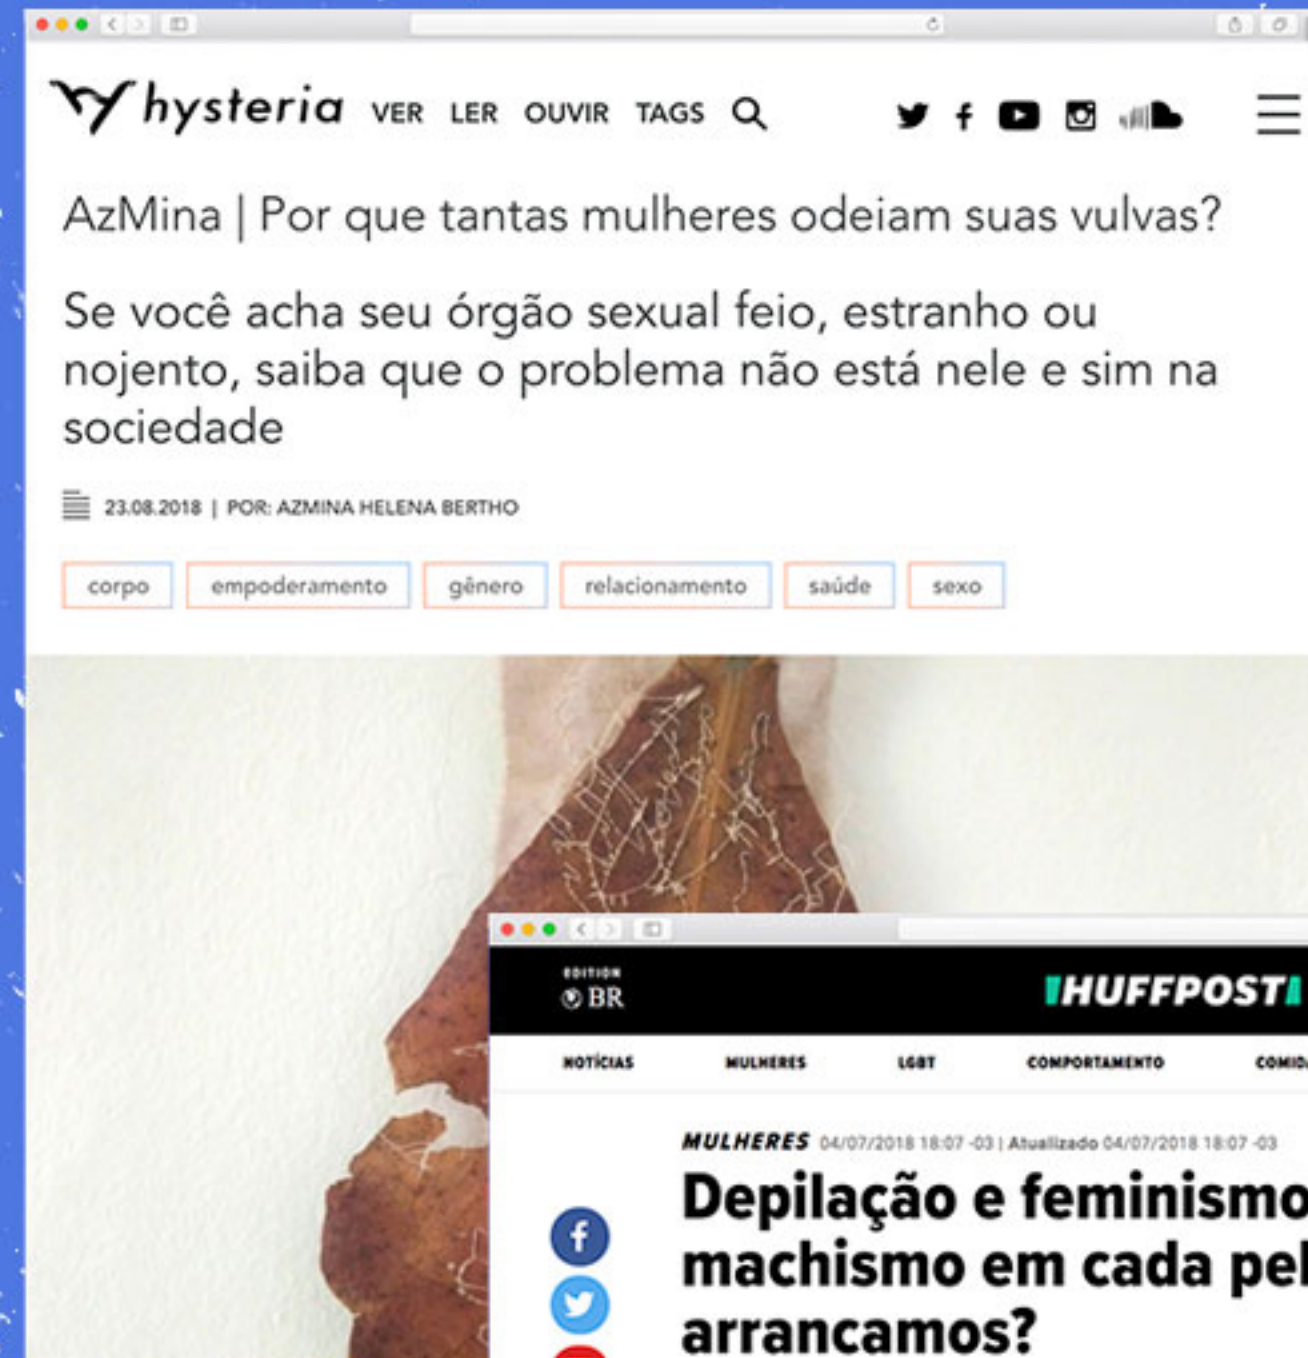 hysteria VER LER OUVIR TAGS
AzMina | Por que tantas mulheres odeiam suas vulvas?
Se você acha seu órgão sexual feio, estranho ou
nojento, saiba que o problema não está nele e sim na
sociedade
23.08.2018 | POR: AZMINA HELENA BERTHO
corpo empoderamento gênero relacionamento saúde sexo
EDITION
BR
HUFFPOST
NOTÍCIAS MULHERES LGBT COMPORTAMENTO COMID
MULHERES 04/07/2018 18:07 -03 | Atualizado 04/07/2018 18:07 -03
Depilação e feminismo
machismo em cada pel
arrancamos?